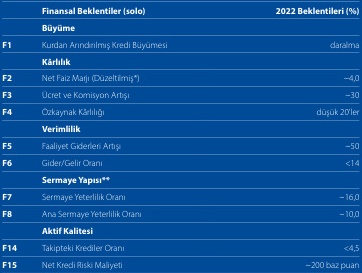 Finansal Beklentiler (solo) 2022 Beklentileri (%)
Büyüme
F1 Kurdan Arındırılmış Kredi Büyümesi daralma
Kârlılık
F2 Net Faiz Marjı (Düzeltilmiş*) ~4,0
F3 Ücret ve Komisyon Artışı ~30
F4 Özkaynak Kârlılığı düşük 20'ler
Verimlilik
F5 Faaliyet Giderleri Artışı ~50
F6 Gider/Gelir Oranı <14
Sermaye Yapısı**
F7 Sermaye Yeterlilik Oranı ~16,0
F8 Ana Sermaye Yeterlilik Oranı ~10,0
Aktif Kalitesi
F14 Takipteki Krediler Oranı <4,5
F15 Net Kredi Riski Maliyeti ~200 baz puan